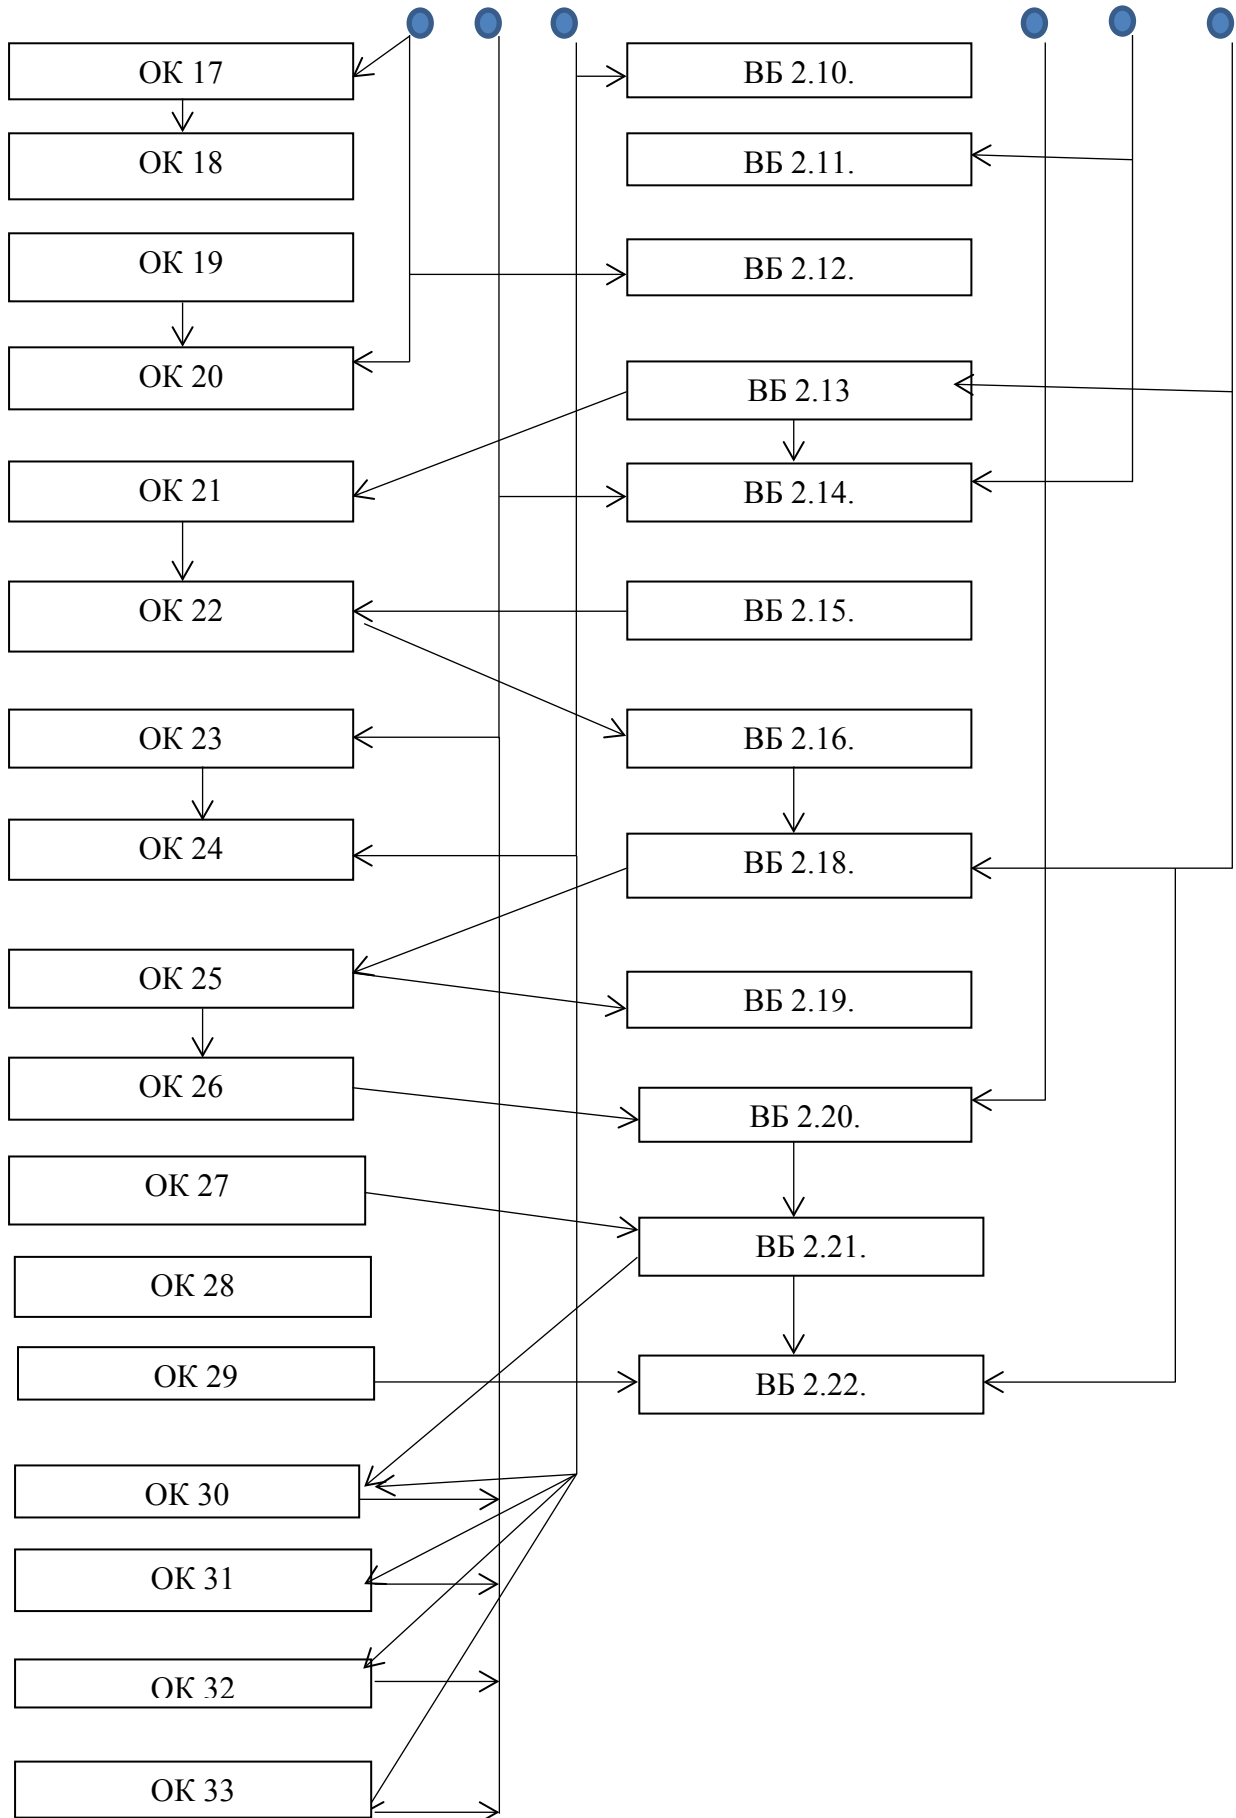 ОК 17
ВБ 2.10.
ОК 18
ВБ 2.11.
ОК 19
ВБ 2.12.
ОК 20
ВБ 2.13
ОК 21
ВБ 2.14.
ОК 22
ВБ 2.15.
ОК 23
ВБ 2.16.
ОК 24
ВБ 2.18.
ОК 25
ВБ 2.19.
ОК 26
ВБ 2.20.
ОК 27
ВБ 2.21.
ОК 28
ОК 29
ВБ 2.22.
ОК 30
ОК 31
ОК 32
ОК 33